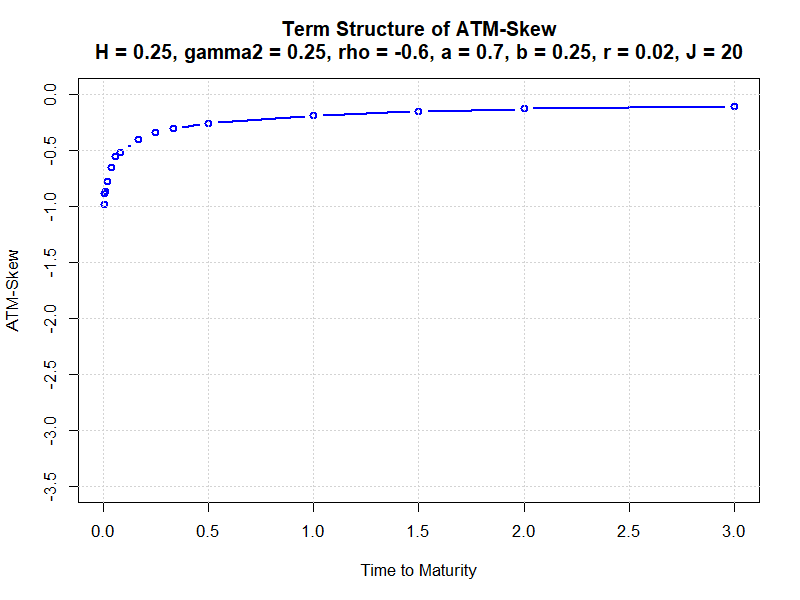 Term Structure of ATM-Skew
H = 0.25, gamma2 = 0.25, rho = -0.6, a = 0.7, b = 0.25, r = 0.02, J = 20
ATM-Skew
0.0
-0.5
-1.0
-1.5
-2.0
-2.5
-3.0
-3.5
0.0 0.5 1.0 1.5 2.0 2.5 3.0
Time to Maturity